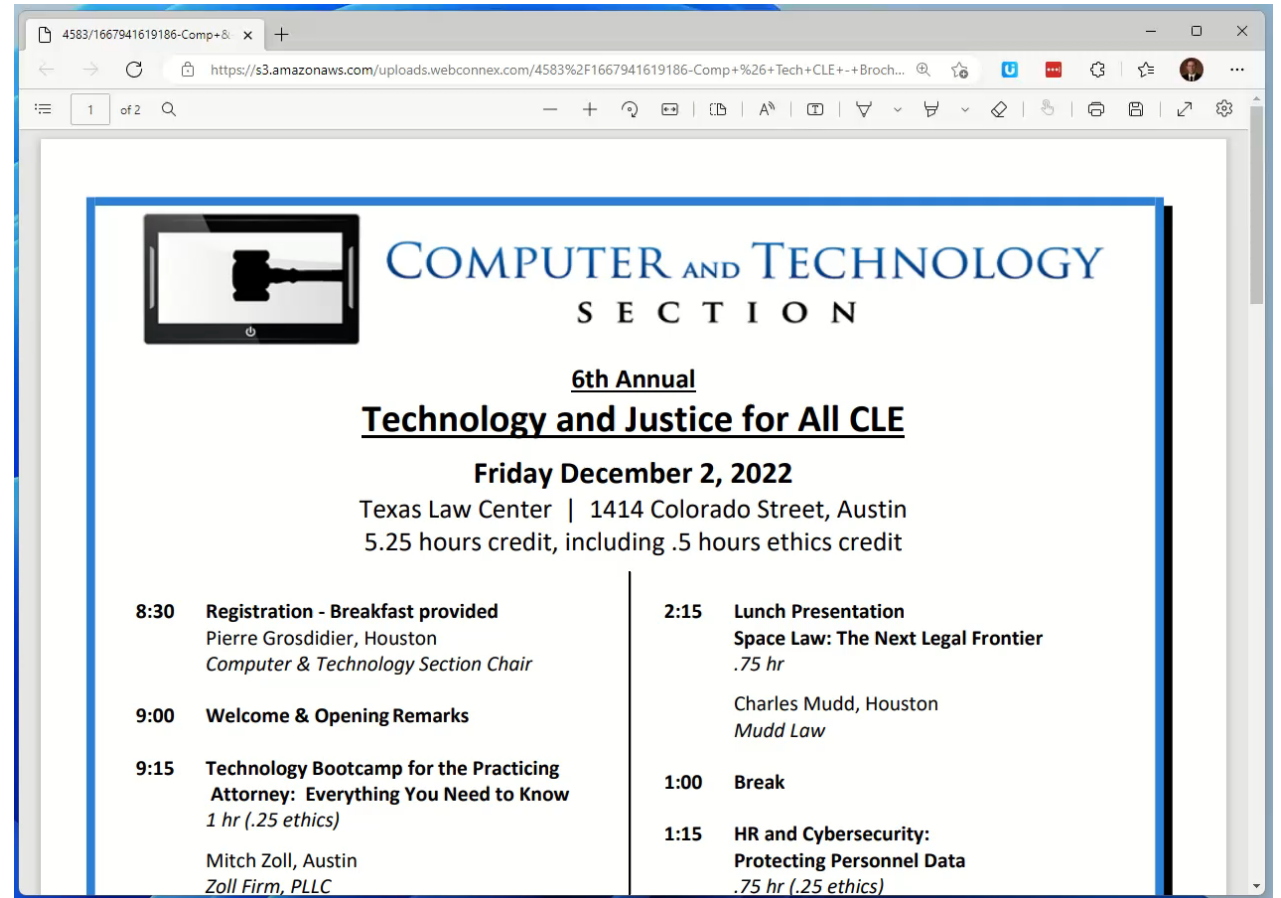 4583/1667941619186-Comp+&
https://s3.amazonaws.com/uploads.webconnex.com/4583%2F1667941619186-Comp+%26+Tech+CLE+-+Broch...
1 of 2
COMPUTER AND TECHNOLOGY
SECTION
6th Annual
Technology and Justice for All CLE
Friday December 2, 2022
Texas Law Center | 1414 Colorado Street, Austin
5.25 hours credit, including .5 hours ethics credit
8:30 Registration - Breakfast provided
Pierre Grosdidier, Houston
Computer & Technology Section Chair
9:00 Welcome & Opening Remarks
9:15 Technology Bootcamp for the Practicing
Attorney: Everything You Need to Know
1 hr (.25 ethics)
Mitch Zoll, Austin
Zoll Firm, PLLC
2:15 Lunch Presentation
Space Law: The Next Legal Frontier
.75 hr
Charles Mudd, Houston
Mudd Law
1:00 Break
1:15 HR and Cybersecurity:
Protecting Personnel Data
.75 hr (.25 ethics)